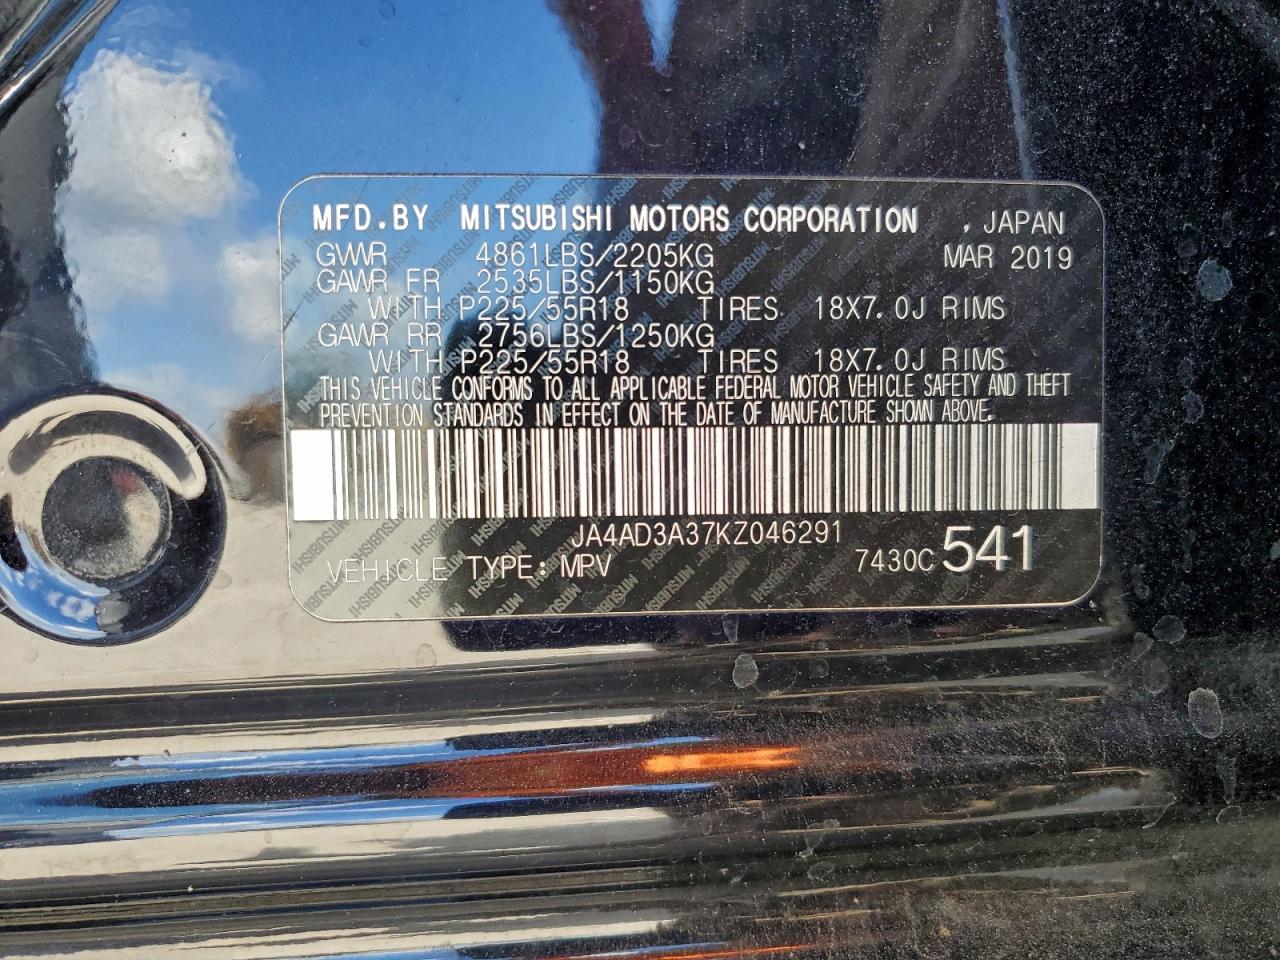 MFD.BY MITSUBISHI MOTORS CORPORATION , JAPAN
GVWR 4861LBS/2205KG MAR 2019
GAWR FR 2535LBS/1150KG
WITH P225/55R18 TIRES 18X7.0J RIMS
GAWR RR 2756LBS/1250KG
WITH P225/55R18 TIRES 18X7.0J RIMS
THIS VEHICLE CONFORMS TO ALL APPLICABLE FEDERAL MOTOR VEHICLE SAFETY AND THEFT
PREVENTION STANDARDS IN EFFECT ON THE DATE OF MANUFACTURE SHOWN ABOVE.
JA4AD3A37KZ046291
VEHICLE TYPE: MPV 7430C 541